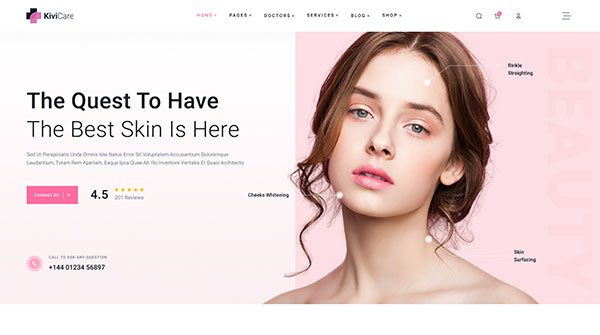 KiviCare
HOME + PAGES + DOCTORS + SERVICES + BLOG + SHOP +
The Quest To Have
The Best Skin Is Here
Sed Ut Perspiciatis Unde Omnis Iste Natus Error Sit Voluptatem Accusantium Doloremque
Laudantium, Totam Rem Aperiam, Eaque Ipsa Quae Ab Illo Inventore Veritatis Et Quasi Architecto
Contact Us
4.5
201 Reviews
CALL TO ASK ANY QUESTION
+144 01234 56897
Rinkle
Straighting
Cheeks Whitening
Skin
Surfacing
BEAUTY